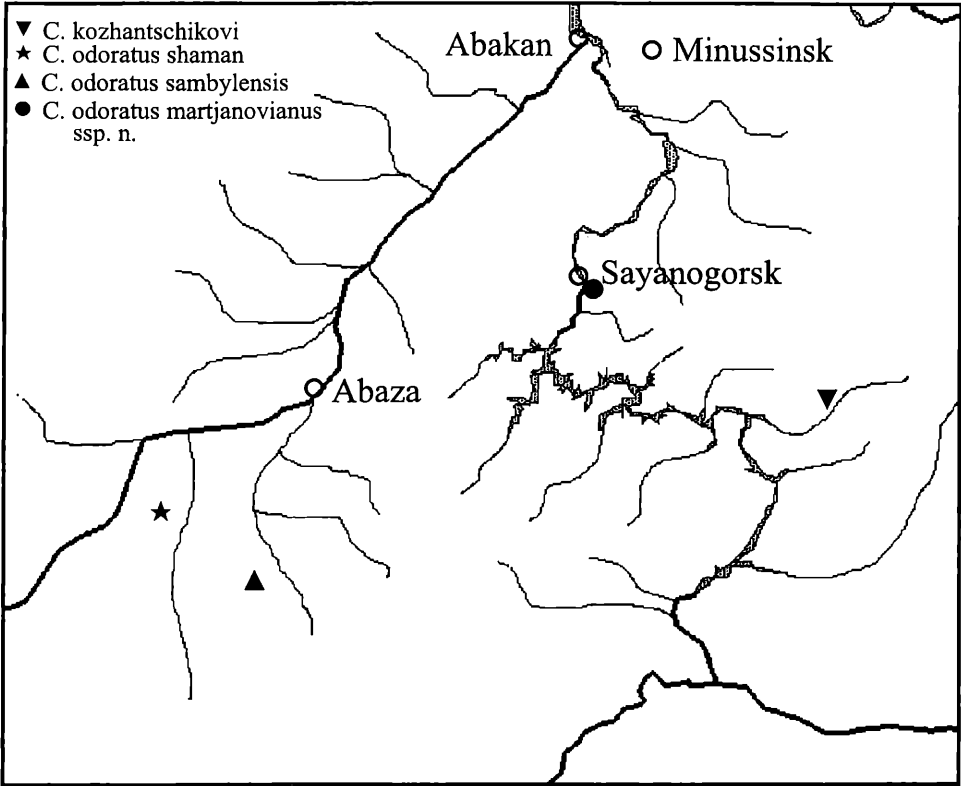 C. kozhantschikovi
C. odoratus shaman
C. odoratus sambylensis
C. odoratus martjanovianus
ssp. n.
Abakan
Minussinsk
Sayanogorsk
Abaza